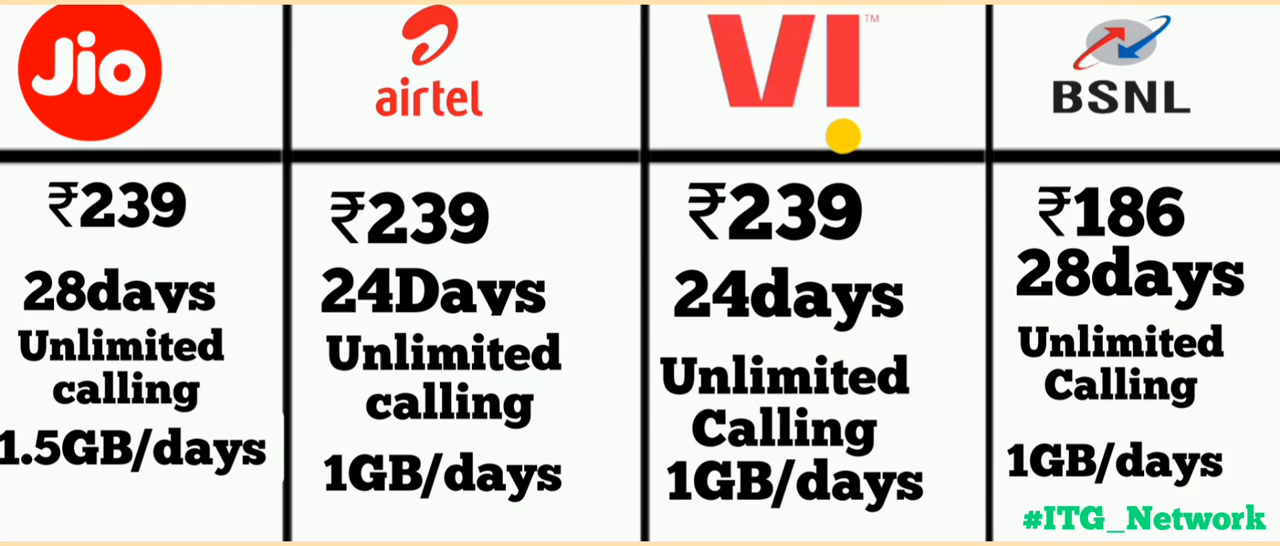 Jio
airtel
VI
TM
BSNL
₹239
28days
Unlimited
calling
1.5GB/days
₹239
24Days
Unlimited
calling
1GB/days
₹239
24days
Unlimited
Calling
1GB/days
₹186
28days
Unlimited
Calling
1GB/days
#ITG_Network